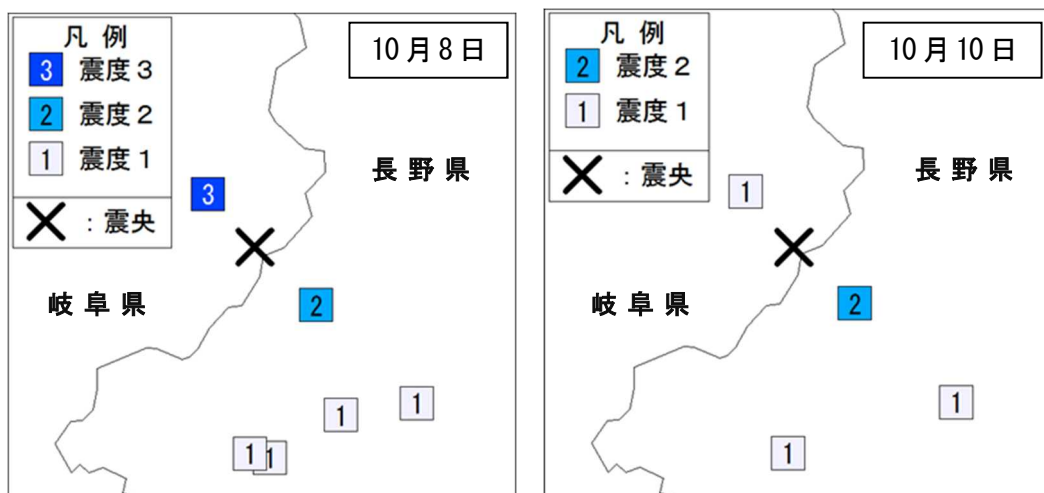 凡 例
3 震度３
2 震度２
1 震度１
：震央
10月8日
長野県
岐阜県
3
2
1
1
1
1
凡 例
2 震度２
1 震度１
：震央
10月10日
長野県
岐阜県
1
2
1
1